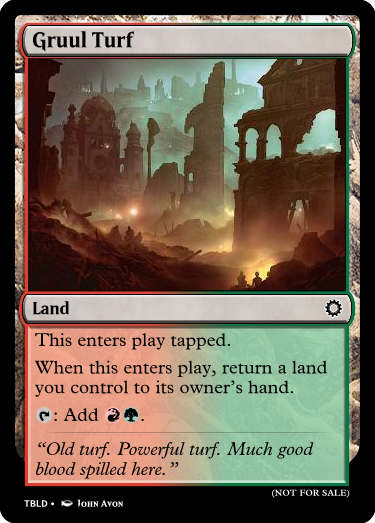 Gruul Turf
Land
This enters play tapped.
When this enters play, return a land
you control to its owner's hand.
: Add .
“Old turf. Powerful turf. Much good
blood spilled here.”
(NOT FOR SALE)
TBLD • John Avon